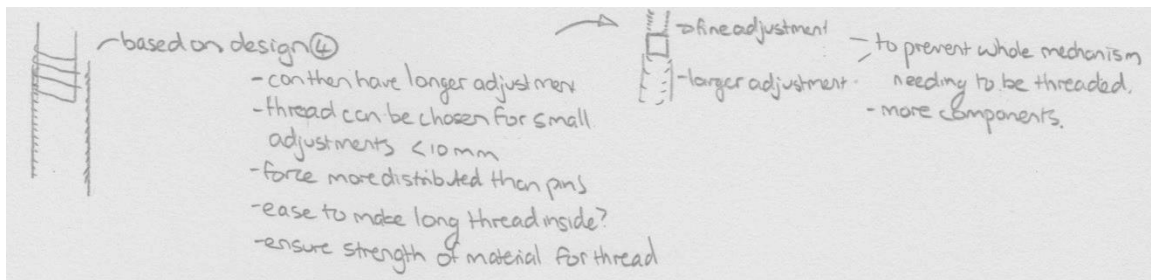 based on design ④
- can then have longer adjustment
- thread can be chosen for small
adjustments <10mm
- force more distributed than pins
- ease to make long thread inside?
- ensure strength of material for thread
→ fine adjustment
- larger adjustment
- to prevent whole mechanism
needing to be threaded.
- more components.